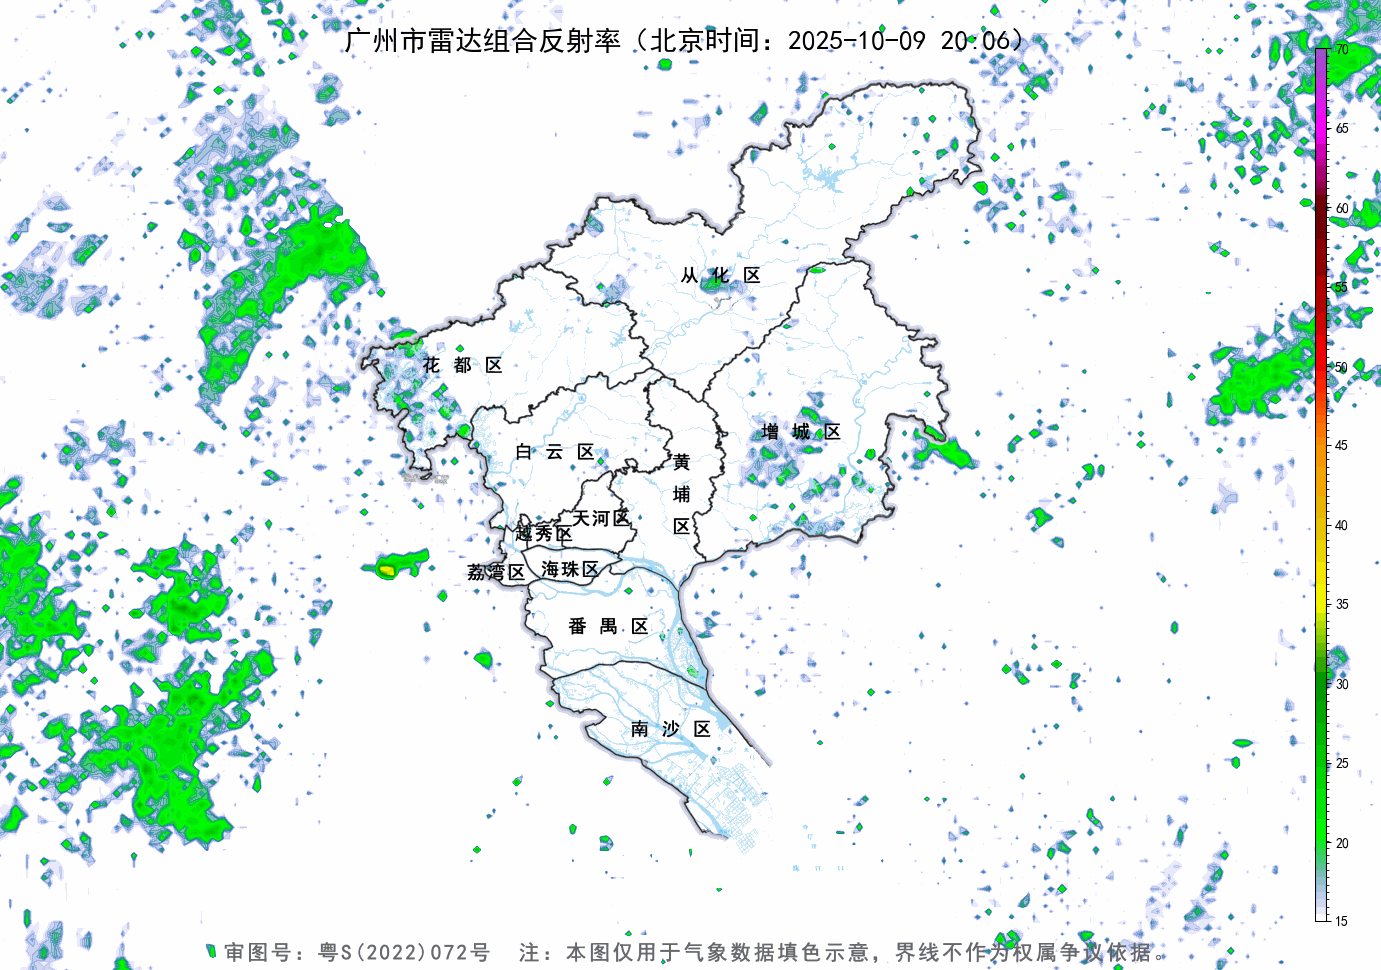 广州市雷达组合反射率（北京时间：2025-10-09 20:06）
70
65
60
55
50
45
40
35
30
25
20
15
从化区
花都区
增城区
白云区
黄埔区
天河区
越秀区
荔湾区
海珠区
番禺区
南沙区
审图号：粤S(2022)072号 注：本图仅用于气象数据填色示意，界线不作为权属争议依据。